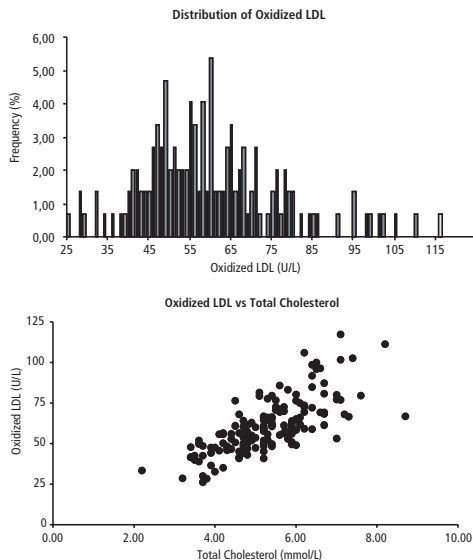 Distribution of Oxidized LDL
6,00
5,00
4,00
3,00
2,00
1,00
0,00
Frequency (%)
25 35 45 55 65 75 85 95 105 115
Oxidized LDL (U/L)
Oxidized LDL vs Total Cholesterol
125
100
75
50
25
0
Oxidized LDL (U/L)
0.00 2.00 4.00 6.00 8.00 10.00
Total Cholesterol (mmol/L)